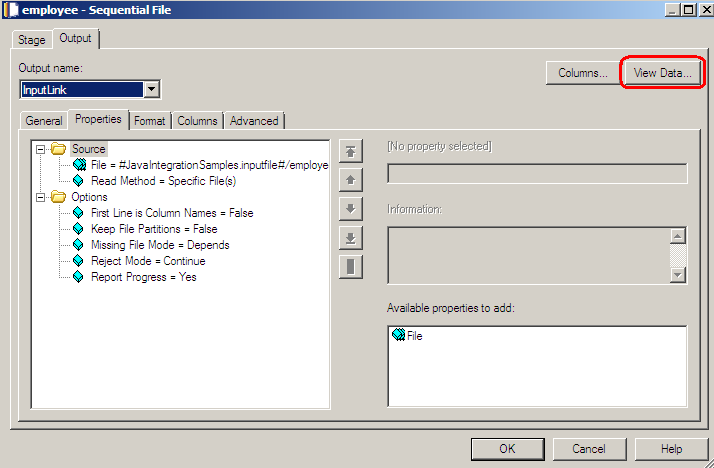 employee - Sequential File
Stage Output
Output name:
InputLink
Columns... View Data...
General Properties Format Columns Advanced
Source
File = #JavaIntegrationSamples.inputfile#/employe
Read Method = Specific File(s)
Options
First Line is Column Names = False
Keep File Partitions = False
Missing File Mode = Depends
Reject Mode = Continue
Report Progress = Yes
[No property selected]
Information:
Available properties to add:
File
OK Cancel Help